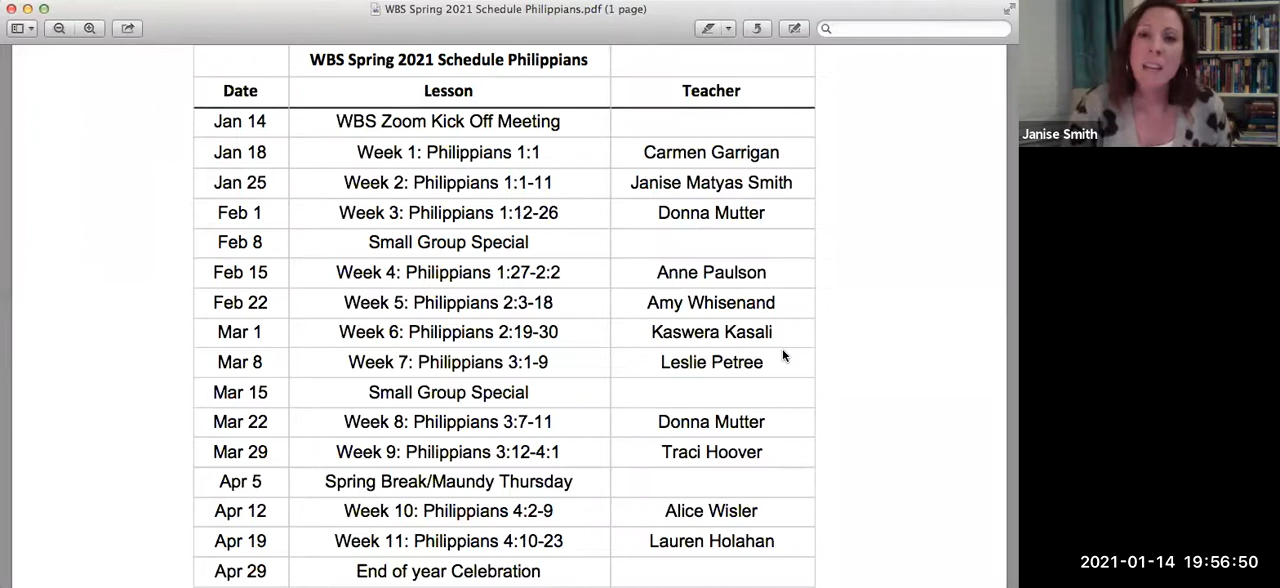 WBS Spring 2021 Schedule Philippians.pdf (1 page)
WBS Spring 2021 Schedule Philippians
Date Lesson Teacher
Jan 14 WBS Zoom Kick Off Meeting
Jan 18 Week 1: Philippians 1:1 Carmen Garrigan
Jan 25 Week 2: Philippians 1:1-11 Janise Matyas Smith
Feb 1 Week 3: Philippians 1:12-26 Donna Mutter
Feb 8 Small Group Special
Feb 15 Week 4: Philippians 1:27-2:2 Anne Paulson
Feb 22 Week 5: Philippians 2:3-18 Amy Whisenand
Mar 1 Week 6: Philippians 2:19-30 Kaswera Kasali
Mar 8 Week 7: Philippians 3:1-9 Leslie Petree
Mar 15 Small Group Special
Mar 22 Week 8: Philippians 3:7-11 Donna Mutter
Mar 29 Week 9: Philippians 3:12-4:1 Traci Hoover
Apr 5 Spring Break/Maundy Thursday
Apr 12 Week 10: Philippians 4:2-9 Alice Wisler
Apr 19 Week 11: Philippians 4:10-23 Lauren Holahan
Apr 29 End of year Celebration
Janise Smith
2021-01-14 19:56:50